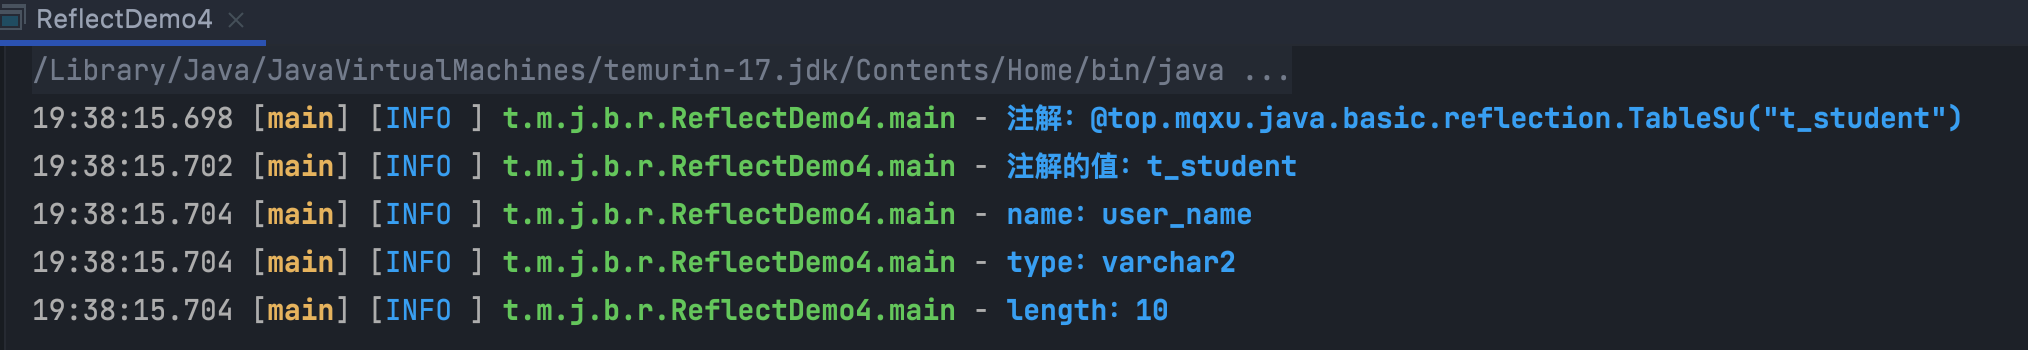 ReflectDemo4
/Library/Java/JavaVirtualMachines/temurin-17.jdk/Contents/Home/bin/java ...
19:38:15.698 [main] [INFO ] t.m.j.b.r.ReflectDemo4.main - 注解：@top.mqxu.java.basic.reflection.TableSu("t_student")
19:38:15.702 [main] [INFO ] t.m.j.b.r.ReflectDemo4.main - 注解的值：t_student
19:38:15.704 [main] [INFO ] t.m.j.b.r.ReflectDemo4.main - name：user_name
19:38:15.704 [main] [INFO ] t.m.j.b.r.ReflectDemo4.main - type：varchar2
19:38:15.704 [main] [INFO ] t.m.j.b.r.ReflectDemo4.main - length：10